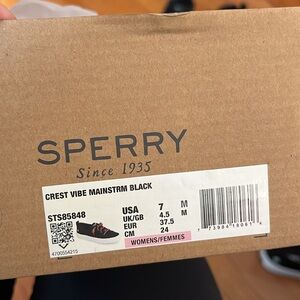 SPERRY
Since 1935
CREST VIBE MAINSTRM BLACK
STS85848
USA 7 M
UK/GB 4.5 M
EUR 37.5
CM 24
WOMENS/FEMMES
4700554215